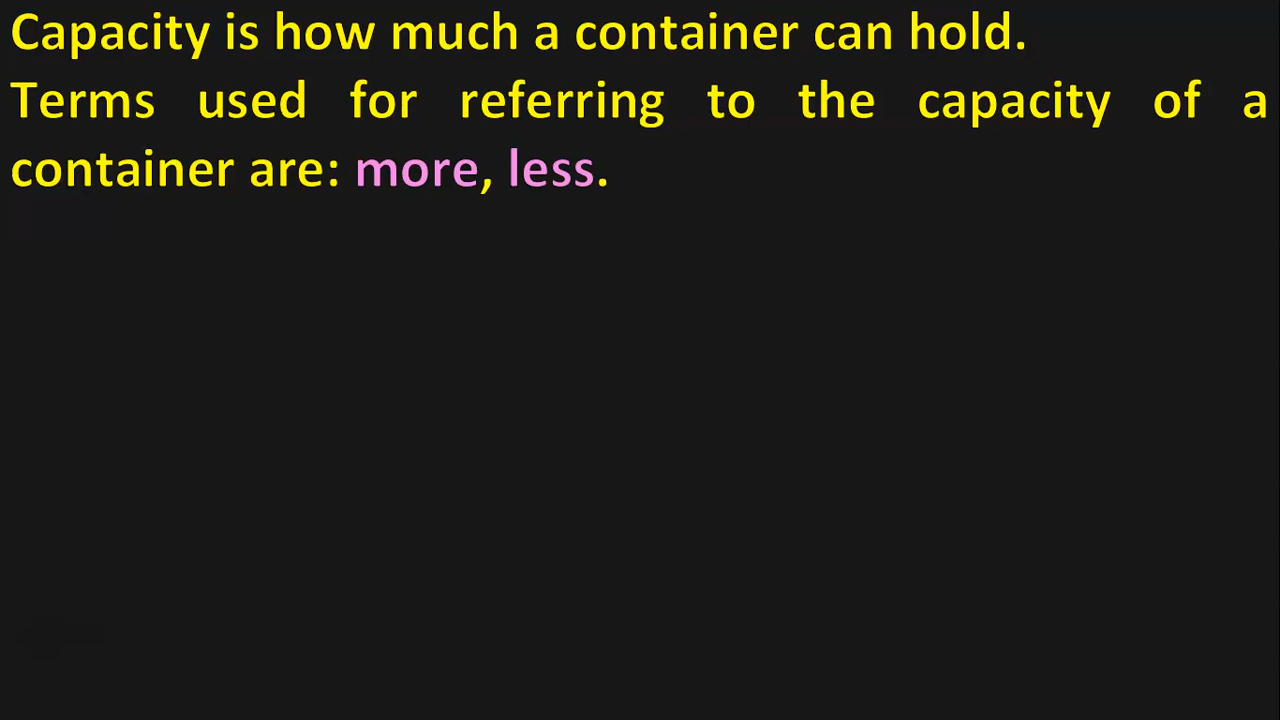 Capacity is how much a container can hold.
Terms used for referring to the capacity of a
container are: more, less.